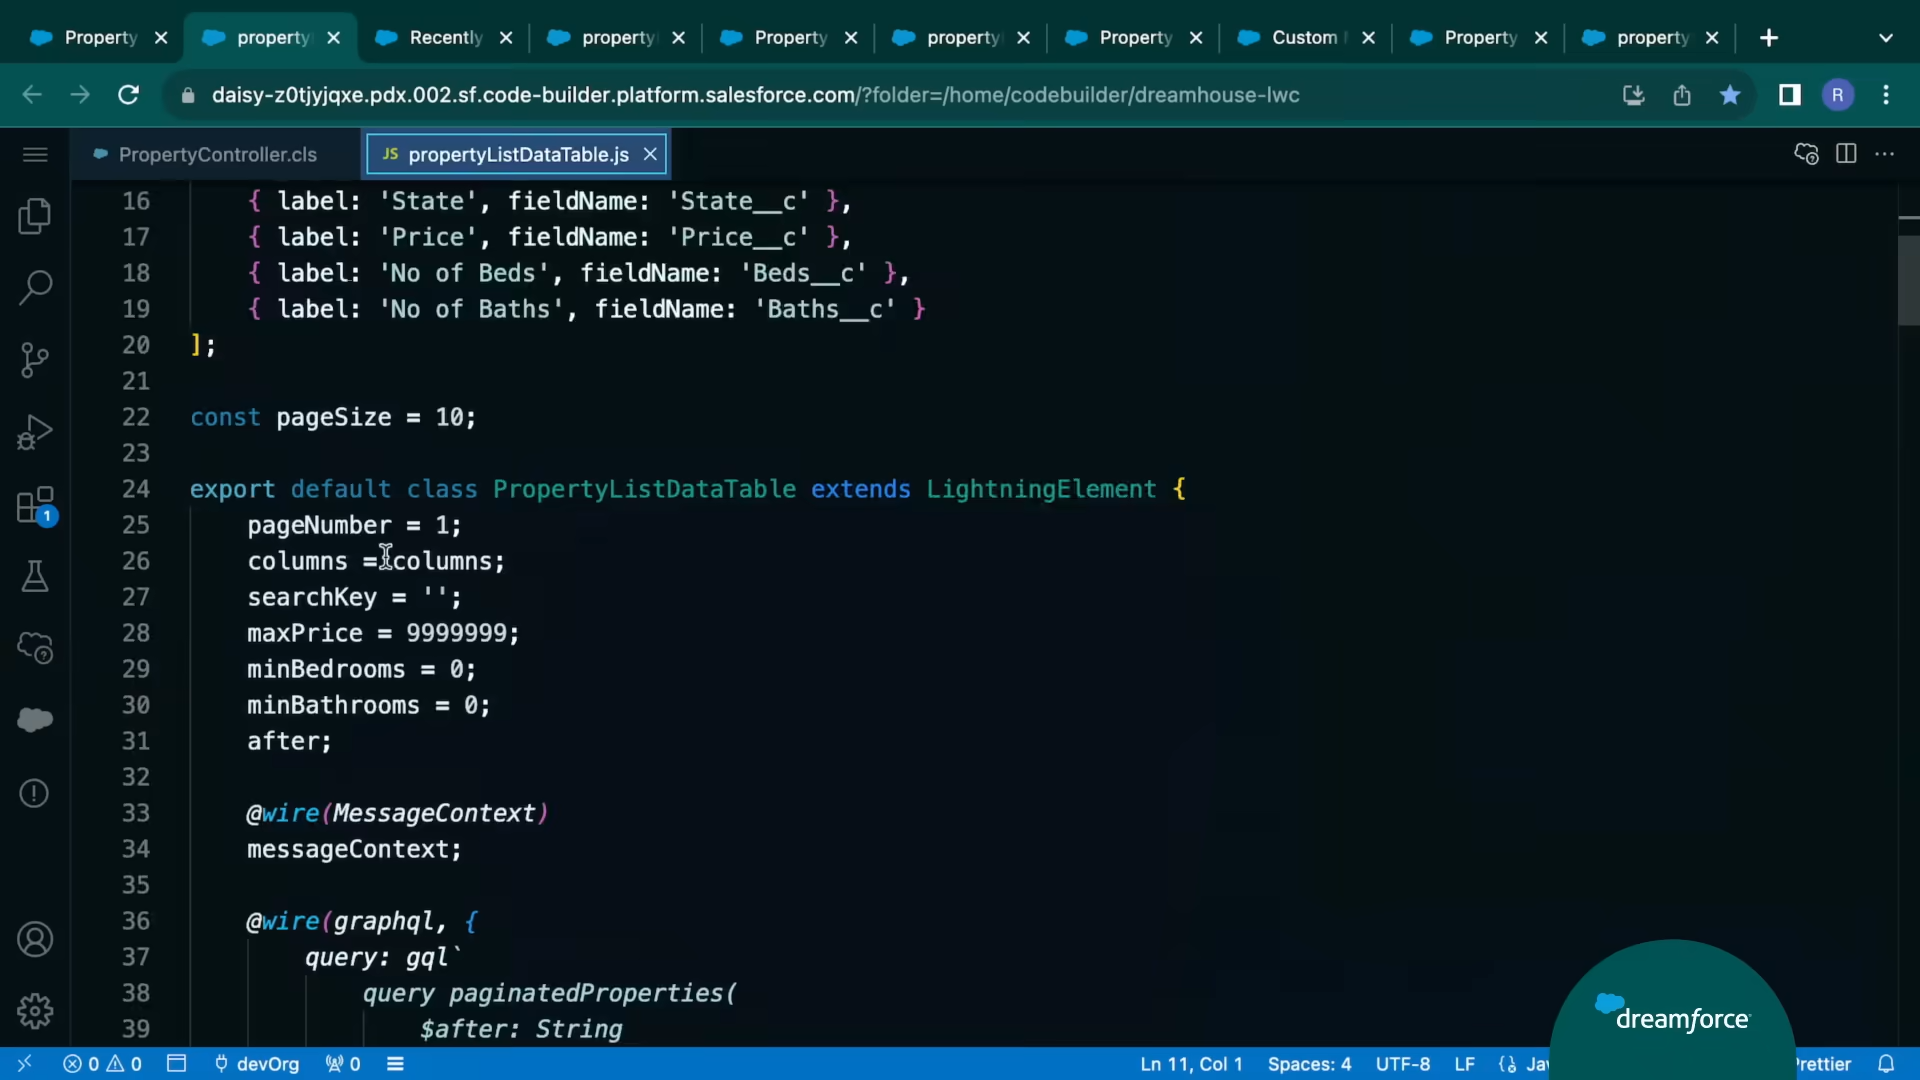 Property
property
Recently
property
Property
property
Property
Custom
Property
property
daisy-z0tjyjqxe.pdx.002.sf.code-builder.platform.salesforce.com/?folder=/home/codebuilder/dreamhouse-lwc
R
PropertyController.cls
JS propertyListDataTable.js
16 { label: 'State', fieldName: 'State__c' },
17 { label: 'Price', fieldName: 'Price__c' },
18 { label: 'No of Beds', fieldName: 'Beds__c' },
19 { label: 'No of Baths', fieldName: 'Baths__c' }
20 ];
21
22 const pageSize = 10;
23
24 export default class PropertyListDataTable extends LightningElement {
25 pageNumber = 1;
26 columns = columns;
27 searchKey = '';
28 maxPrice = 9999999;
29 minBedrooms = 0;
30 minBathrooms = 0;
31 after;
32
33 @wire(MessageContext)
34 messageContext;
35
36 @wire(graphql, {
37 query: gql`
38 query paginatedProperties(
39 $after: String
1
dreamforce
0 0 devOrg 0 Ln 11, Col 1 Spaces: 4 UTF-8 LF {} Jav Prettier